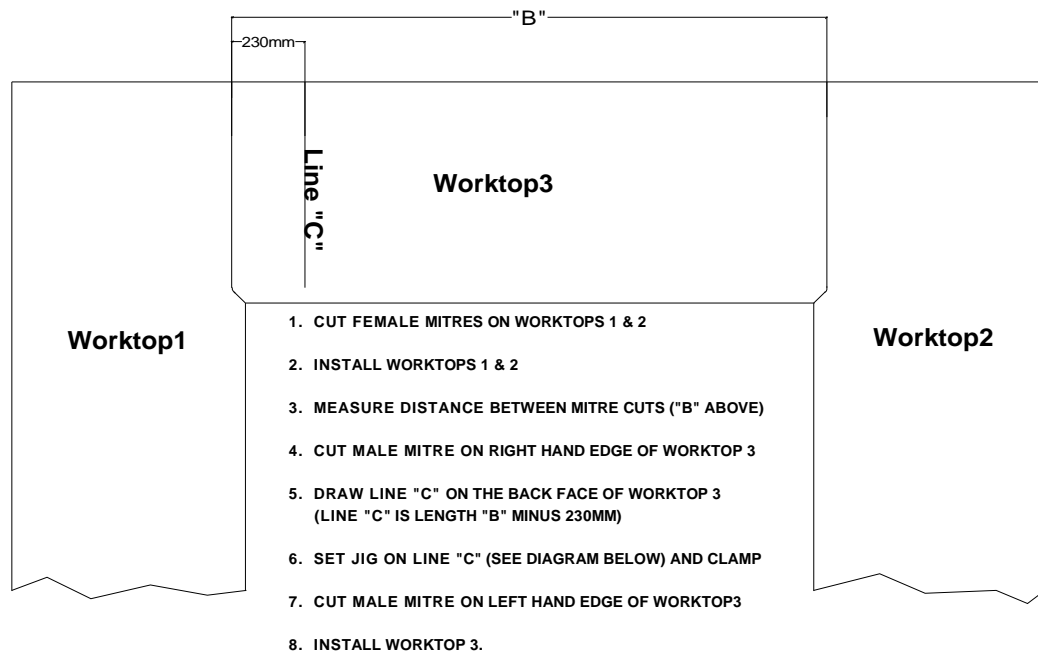 "B"
230mm
Line "C"
Worktop3
Worktop1
Worktop2
1. CUT FEMALE MITRES ON WORKTOPS 1 & 2
2. INSTALL WORKTOPS 1 & 2
3. MEASURE DISTANCE BETWEEN MITRE CUTS ("B" ABOVE)
4. CUT MALE MITRE ON RIGHT HAND EDGE OF WORKTOP 3
5. DRAW LINE "C" ON THE BACK FACE OF WORKTOP 3
(LINE "C" IS LENGTH "B" MINUS 230MM)
6. SET JIG ON LINE "C" (SEE DIAGRAM BELOW) AND CLAMP
7. CUT MALE MITRE ON LEFT HAND EDGE OF WORKTOP3
8. INSTALL WORKTOP 3.